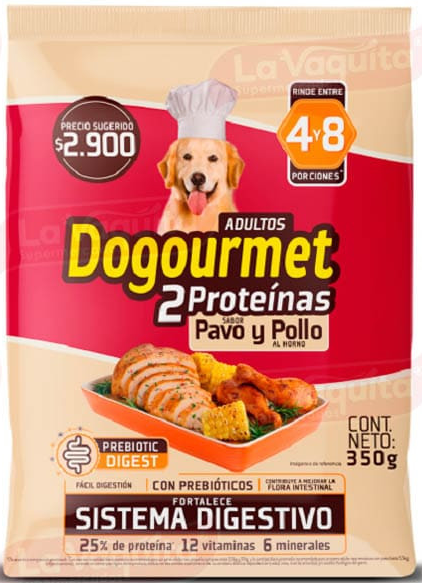 La Vaquita
Supermercados
PRECIO SUGERIDO
$2.900
RINDE ENTRE
4 Y 8
PORCIONES*
ADULTOS
Dogourmet
2 Proteínas
SABOR
Pavo y Pollo
AL HORNO
CONT.
NETO:
350g
Imágenes de referencia.
PREBIOTIC
DIGEST
FÁCIL DIGESTIÓN
CON PREBIÓTICOS
CONTRIBUYE A MEJORAR LA
FLORA INTESTINAL
FORTALECE
SISTEMA DIGESTIVO
25% de proteína 12 vitaminas 6 minerales